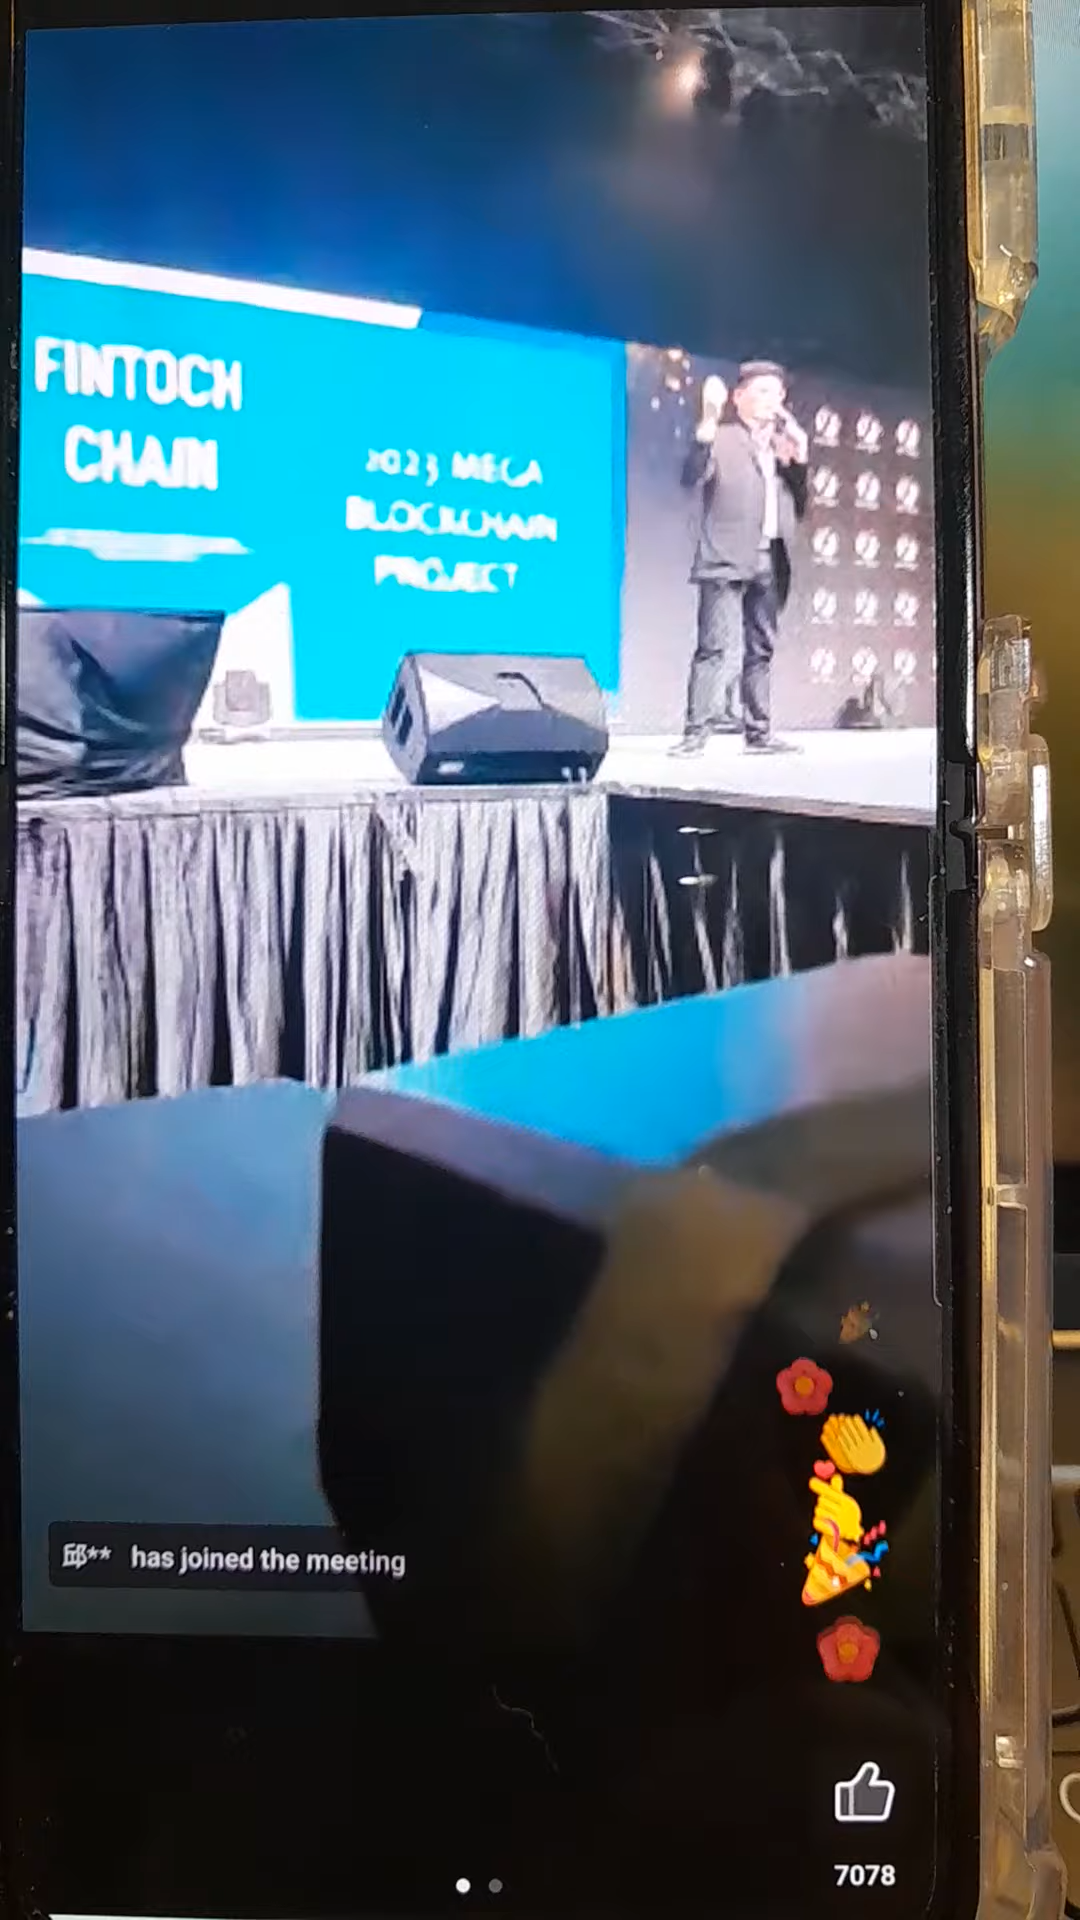 FINTOCH
CHAIN
2023 MEGA
BLOCKCHAIN
PROJECT
邱** has joined the meeting
7078